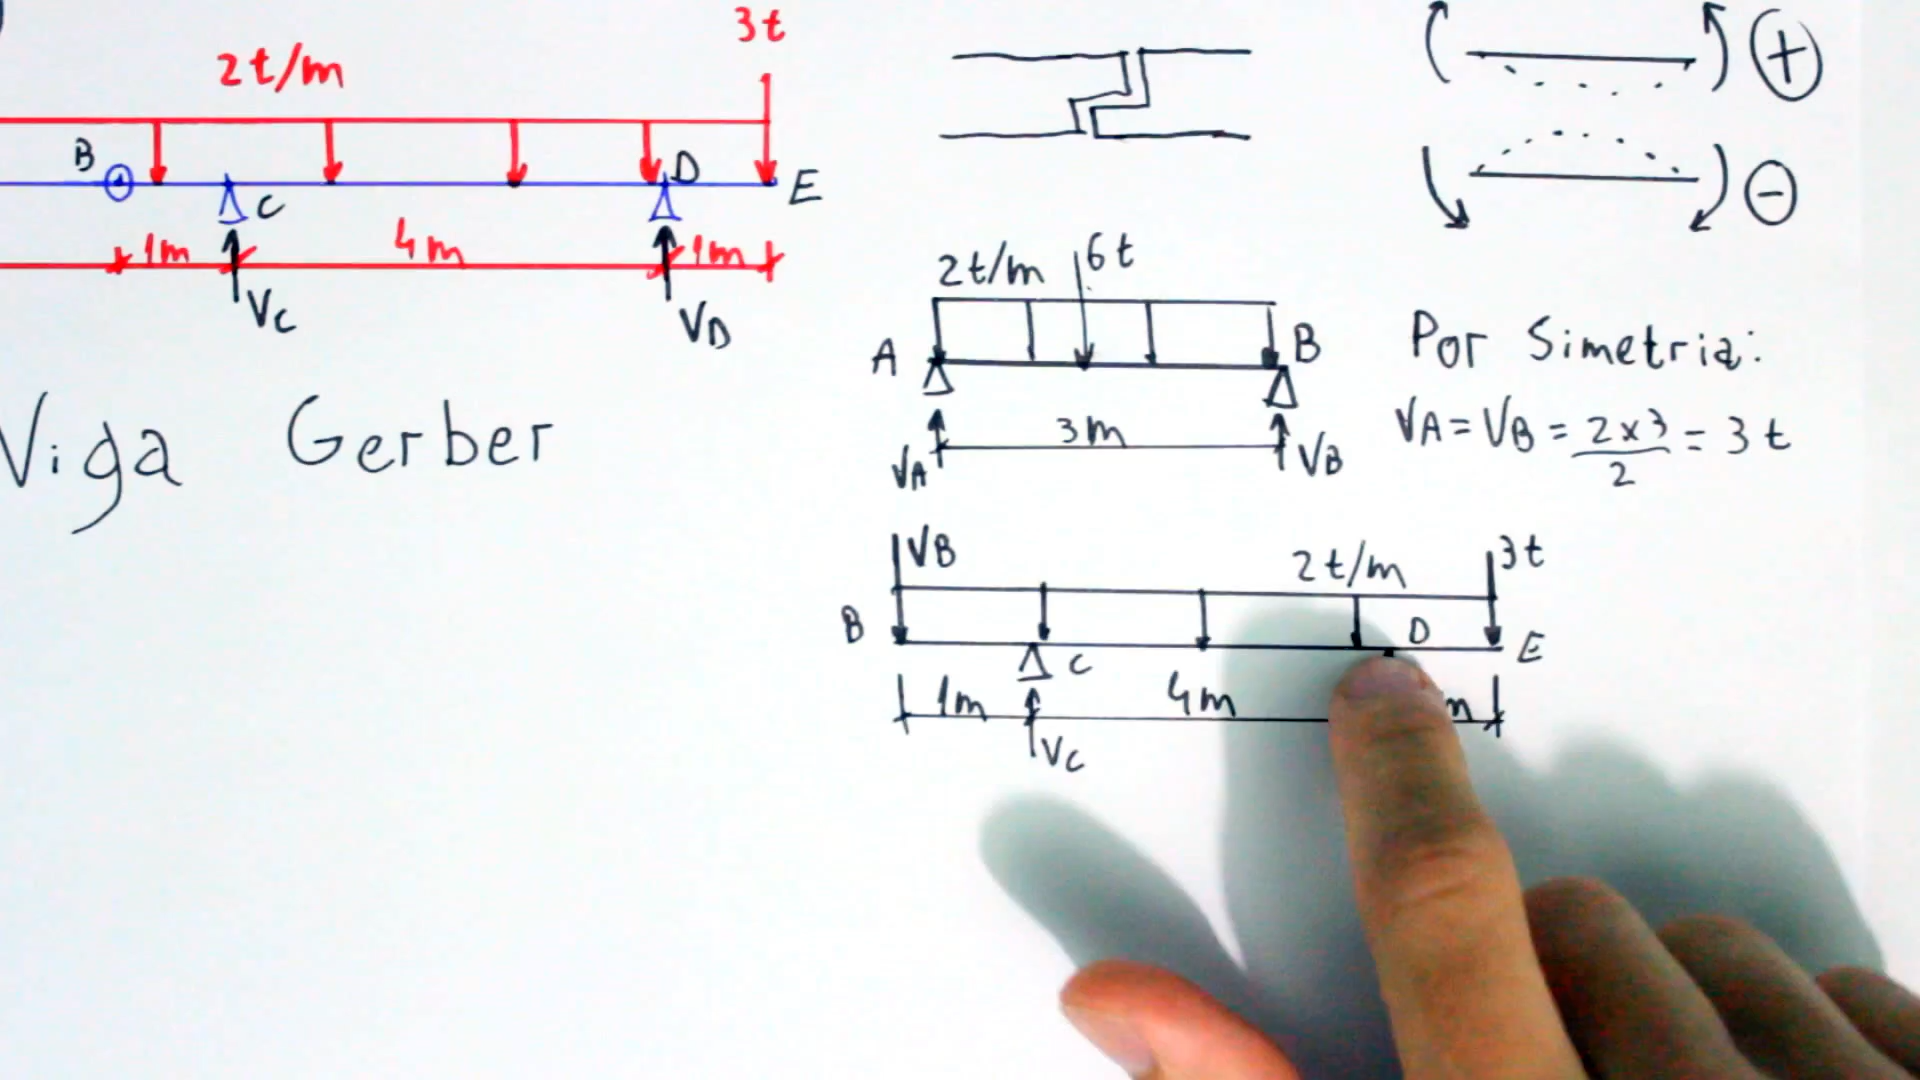 3t
2t/m
B
C
D
E
1m
4m
1m
VC
VD
Viga Gerber
+
-
2t/m
6t
A
B
3m
VA
VB
Por Simetria:
VA = VB = 2x3/2 = 3t
VB
2t/m
3t
B
C
D
E
1m
4m
m
VC